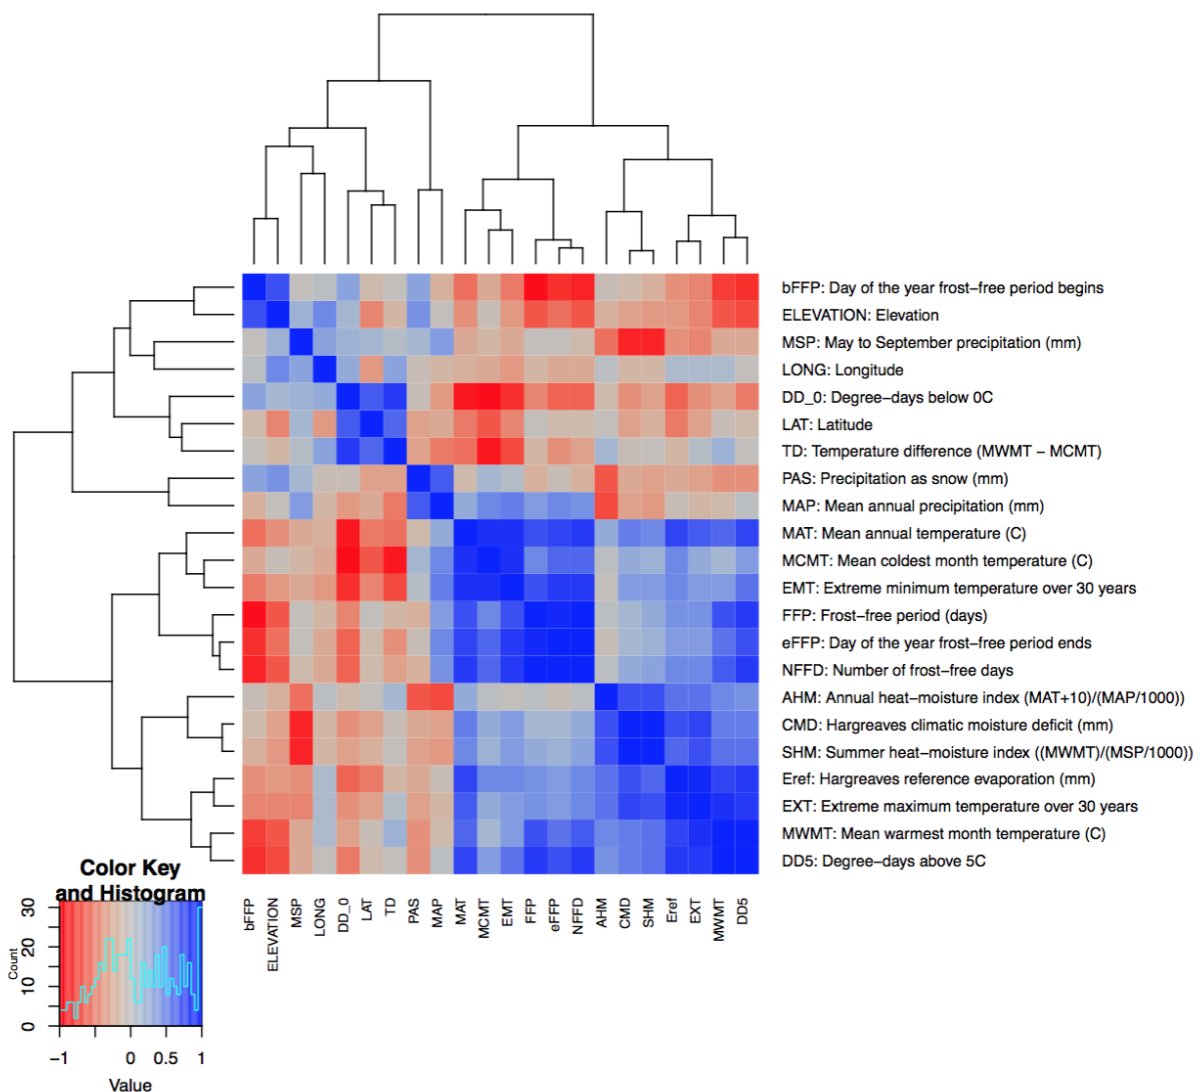 bFFP: Day of the year frost−free period begins
ELEVATION: Elevation
MSP: May to September precipitation (mm)
LONG: Longitude
DD_0: Degree−days below 0C
LAT: Latitude
TD: Temperature difference (MWMT − MCMT)
PAS: Precipitation as snow (mm)
MAP: Mean annual precipitation (mm)
MAT: Mean annual temperature (C)
MCMT: Mean coldest month temperature (C)
EMT: Extreme minimum temperature over 30 years
FFP: Frost−free period (days)
eFFP: Day of the year frost−free period ends
NFFD: Number of frost−free days
AHM: Annual heat−moisture index (MAT+10)/(MAP/1000))
CMD: Hargreaves climatic moisture deficit (mm)
SHM: Summer heat−moisture index ((MWMT)/(MSP/1000))
Eref: Hargreaves reference evaporation (mm)
EXT: Extreme maximum temperature over 30 years
MWMT: Mean warmest month temperature (C)
DD5: Degree−days above 5C
bFFP
ELEVATION
MSP
LONG
DD_0
LAT
TD
PAS
MAP
MAT
MCMT
EMT
FFP
eFFP
NFFD
AHM
CMD
SHM
Eref
EXT
MWMT
DD5
Color Key
and Histogram
Count
0 10 20 30
−1 0 0.5 1
Value